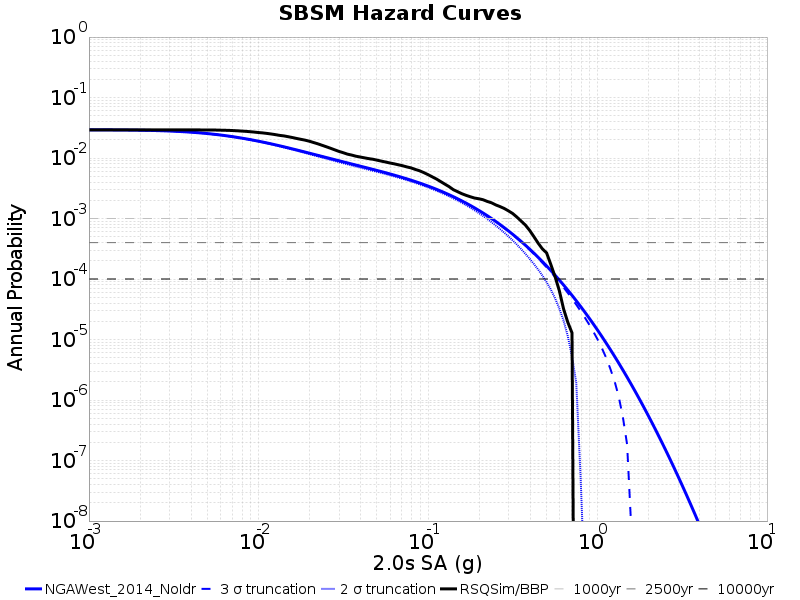 SBSM Hazard Curves
10^0
10^-1
10^-2
10^-3
10^-4
10^-5
10^-6
10^-7
10^-8
Annual Probability
10^-3 10^-2 10^-1 10^0 10^1
2.0s SA (g)
NGAWest_2014_NoIdr 3 σ truncation 2 σ truncation RSQSim/BBP 1000yr 2500yr 10000yr